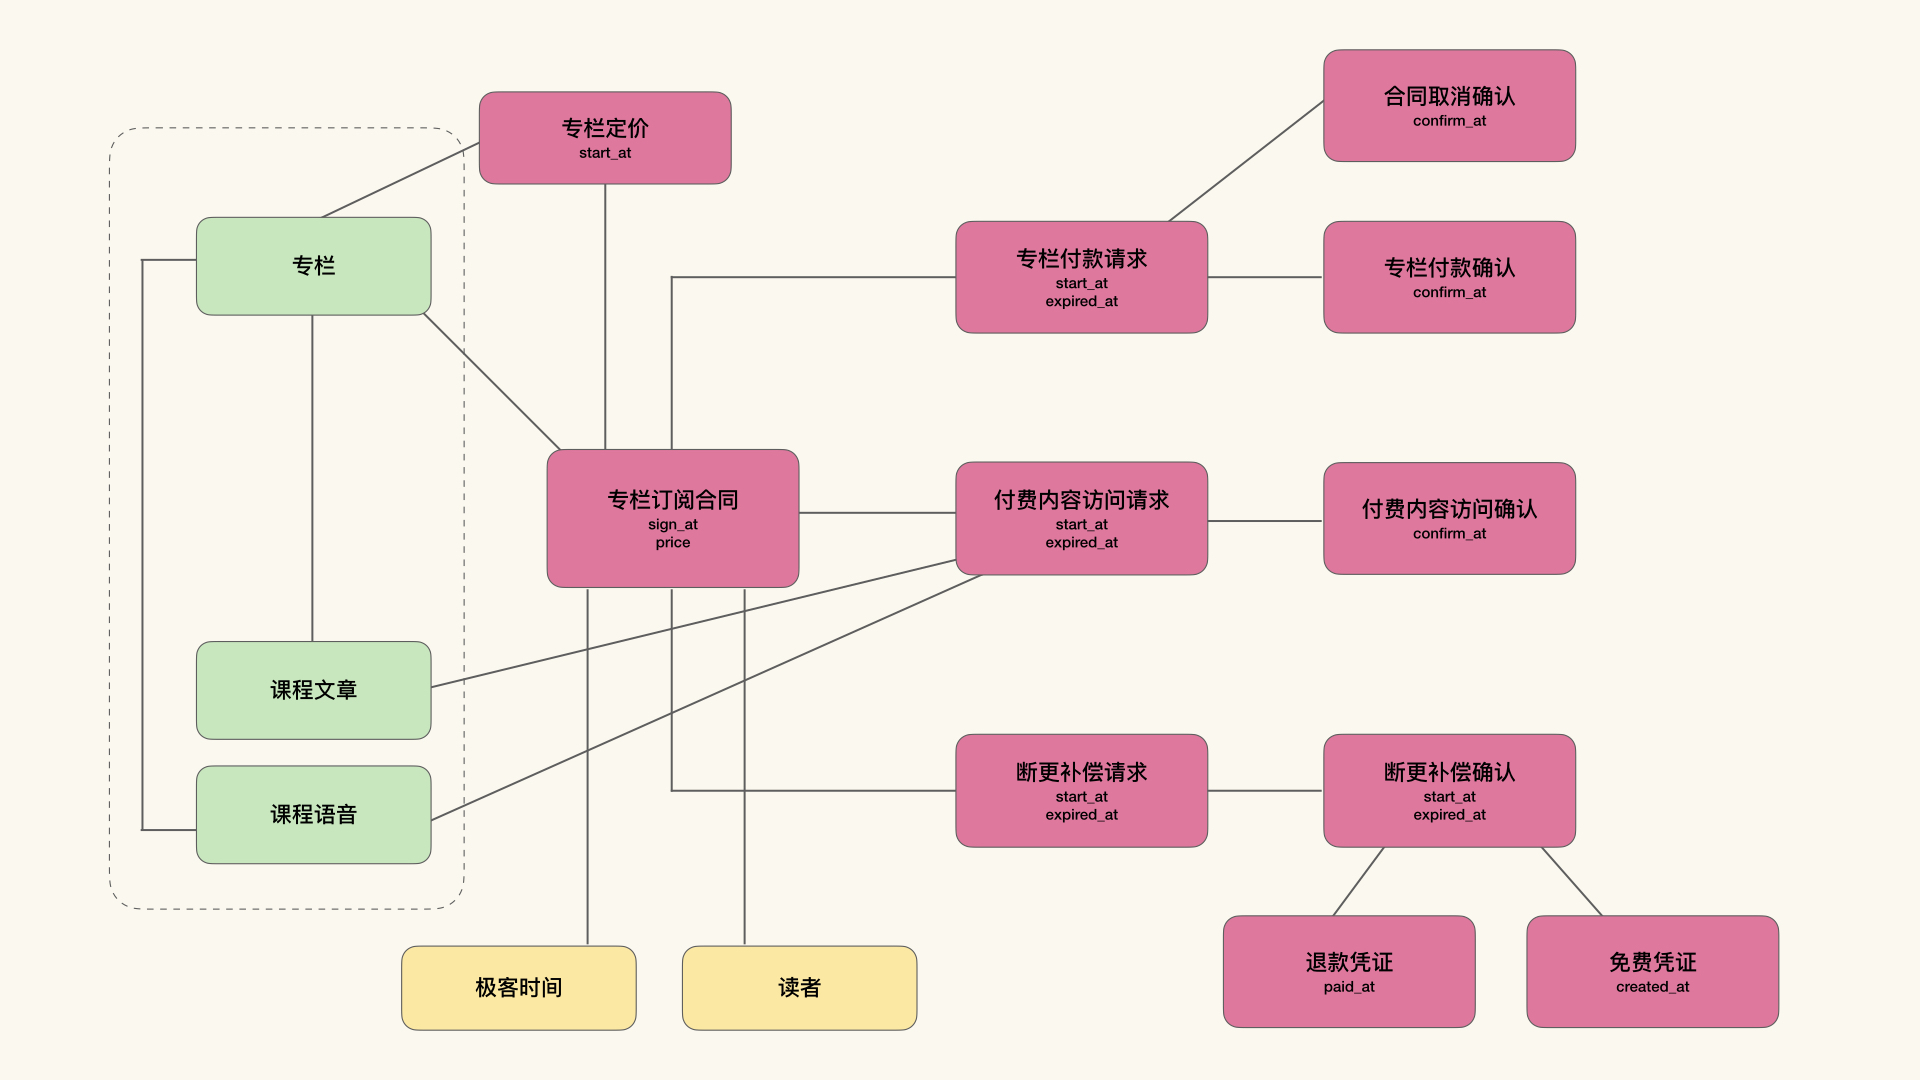 合同取消确认
confirm_at
专栏定价
start_at
专栏
专栏付款请求
start_at
expired_at
专栏付款确认
confirm_at
专栏订阅合同
sign_at
price
付费内容访问请求
start_at
expired_at
付费内容访问确认
confirm_at
课程文章
课程语音
断更补偿请求
start_at
expired_at
断更补偿确认
start_at
expired_at
极客时间
读者
退款凭证
paid_at
免费凭证
created_at